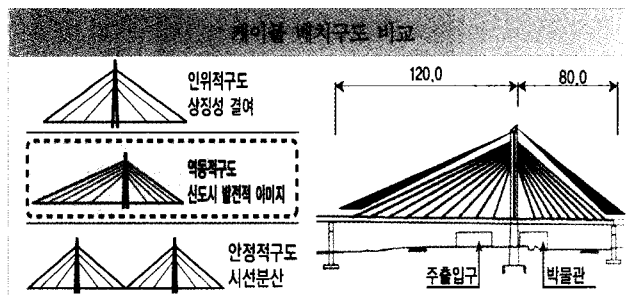 케이블 배치구도 비교
인위적구도
상징성 결여
역동적구도
신도시 발전적 이미지
안정적구도
시선분산
120.0
80.0
주출입구
박물관